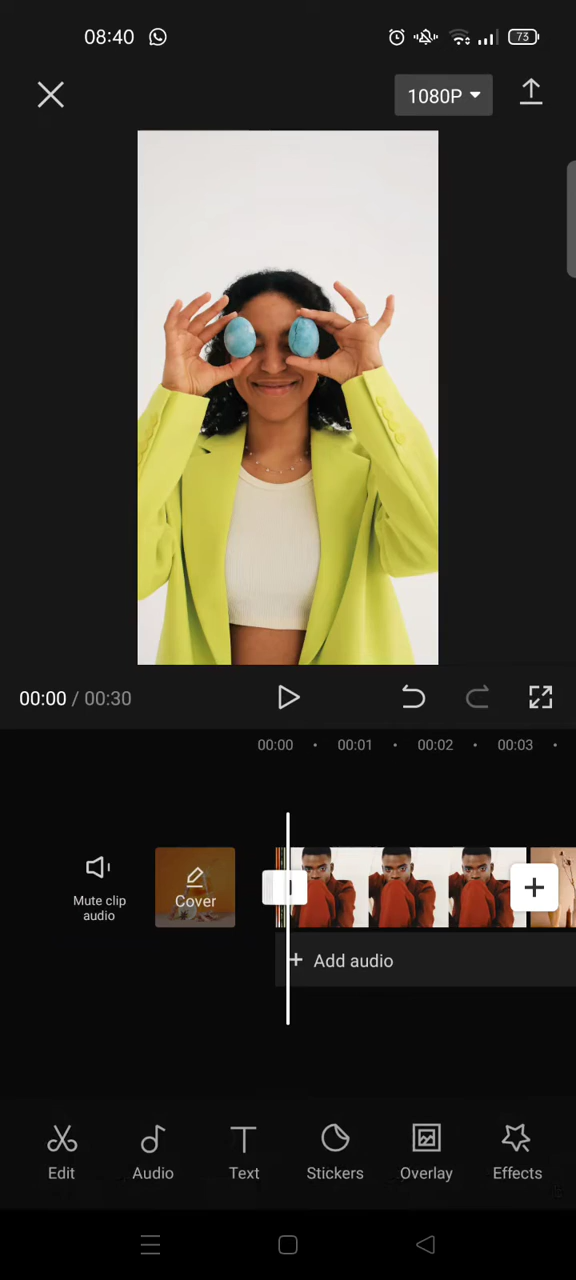 08:40
73
1080P
00:00 / 00:30
00:00 00:01 00:02 00:03
Mute clip
audio
Cover
Add audio
Edit Audio Text Stickers Overlay Effects